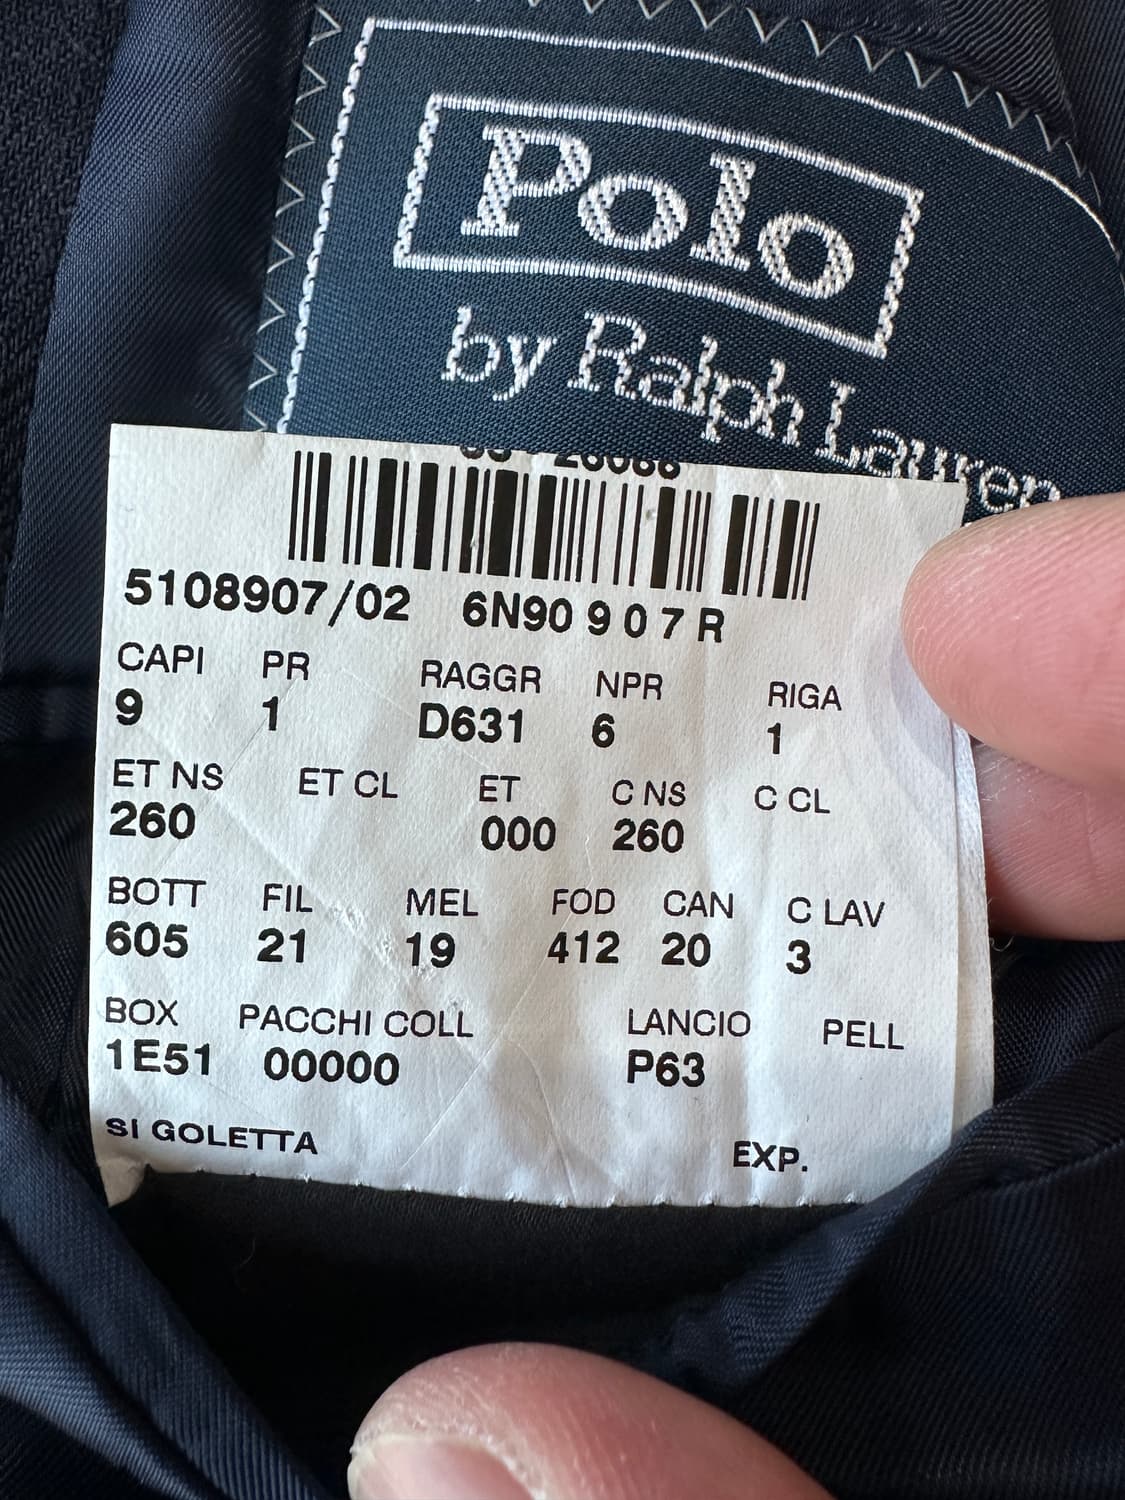 Polo
by Ralph Lauren
5108907/02 6N90 9 0 7 R
CAPI PR RAGGR NPR RIGA
9 1 D631 6 1
ET NS ET CL ET C NS C CL
260 000 260
BOTT FIL MEL FOD CAN C LAV
605 21 19 412 20 3
BOX PACCHI COLL LANCIO PELL
1E51 00000 P63
SI GOLETTA EXP.